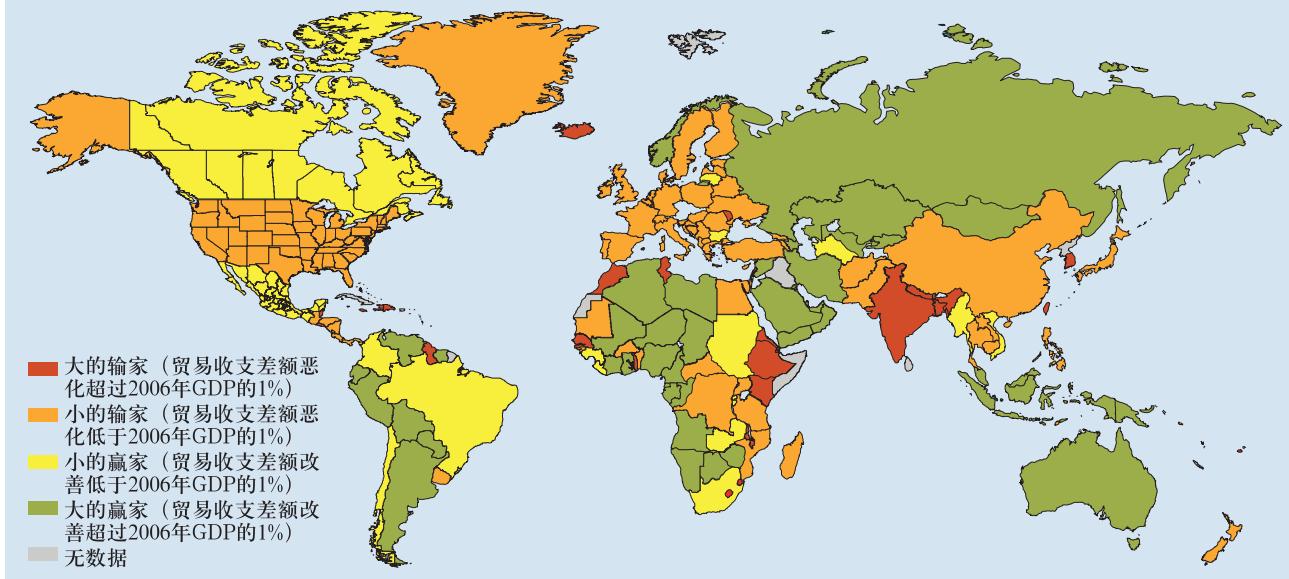 大的输家（贸易收支差额恶
化超过2006年GDP的1%）
小的输家（贸易收支差额恶
化低于2006年GDP的1%）
小的赢家（贸易收支差额改
善低于2006年GDP的1%）
大的赢家（贸易收支差额改
善超过2006年GDP的1%）
无数据